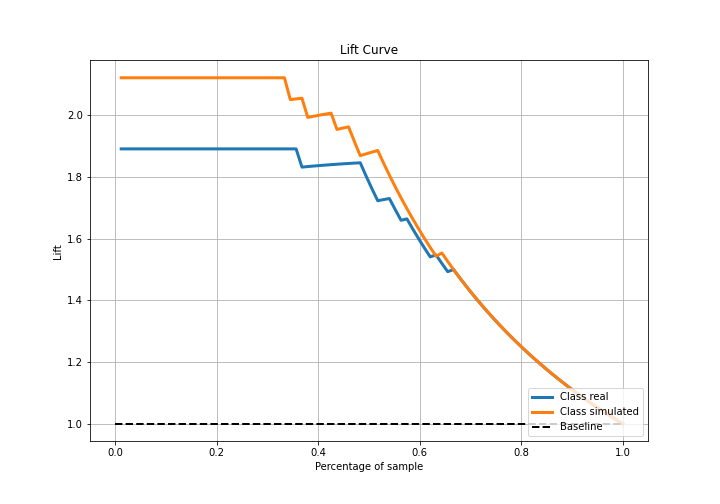 Lift Curve
Lift
2.0
1.8
1.6
1.4
1.2
1.0
0.0
0.2
0.4
0.6
0.8
1.0
Percentage of sample
Class real
Class simulated
Baseline